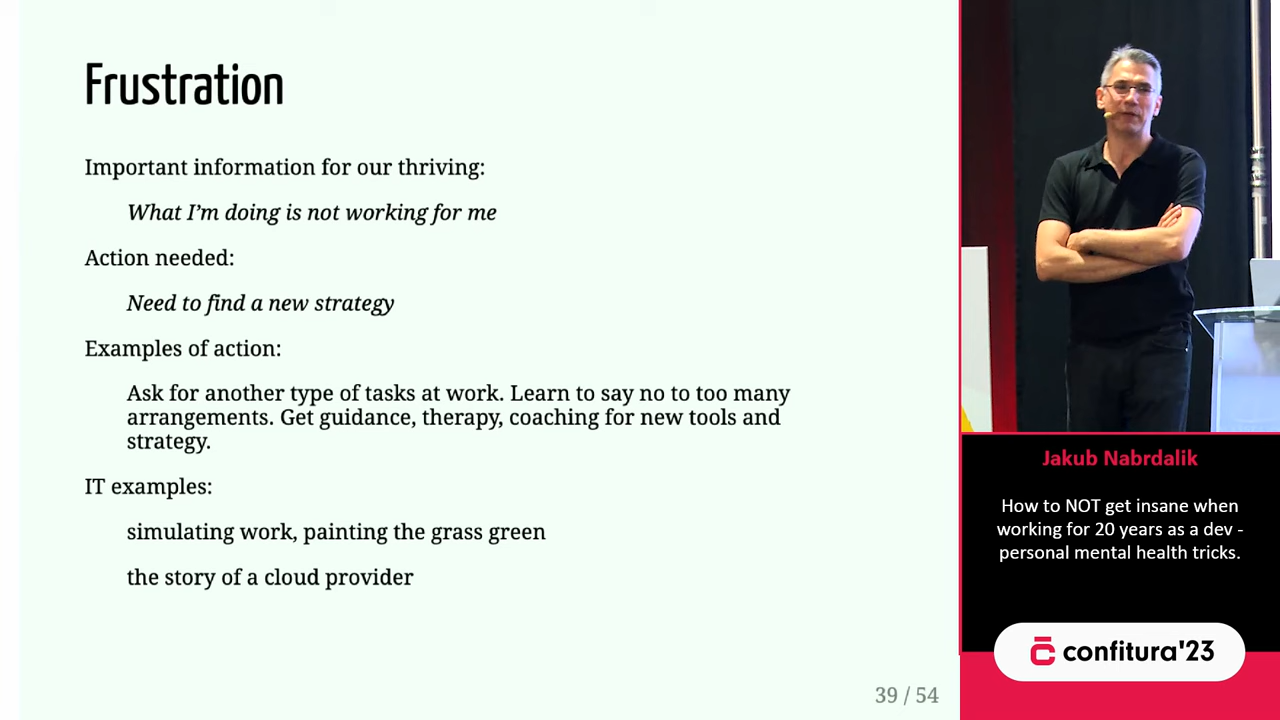 Frustration
Important information for our thriving:
What I'm doing is not working for me
Action needed:
Need to find a new strategy
Examples of action:
Ask for another type of tasks at work. Learn to say no to too many
arrangements. Get guidance, therapy, coaching for new tools and
strategy.
IT examples:
simulating work, painting the grass green
the story of a cloud provider
39 / 54
Jakub Nabrdalik
How to NOT get insane when
working for 20 years as a dev -
personal mental health tricks.
confitura'23